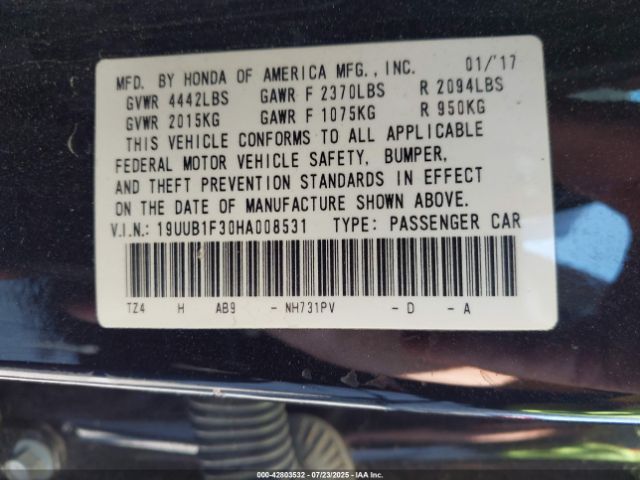 MFD. BY HONDA OF AMERICA MFG., INC. 01/'17
GVWR 4442LBS GAWR F 2370LBS R 2094LBS
GVWR 2015KG GAWR F 1075KG R 950KG
THIS VEHICLE CONFORMS TO ALL APPLICABLE
FEDERAL MOTOR VEHICLE SAFETY, BUMPER,
AND THEFT PREVENTION STANDARDS IN EFFECT
ON THE DATE OF MANUFACTURE SHOWN ABOVE.
V.I.N.: 19UUB1F30HA008531 TYPE: PASSENGER CAR
TZ4 H AB9 - NH731PV - D - A
000-42803532 - 07/23/2025 - IAA Inc.